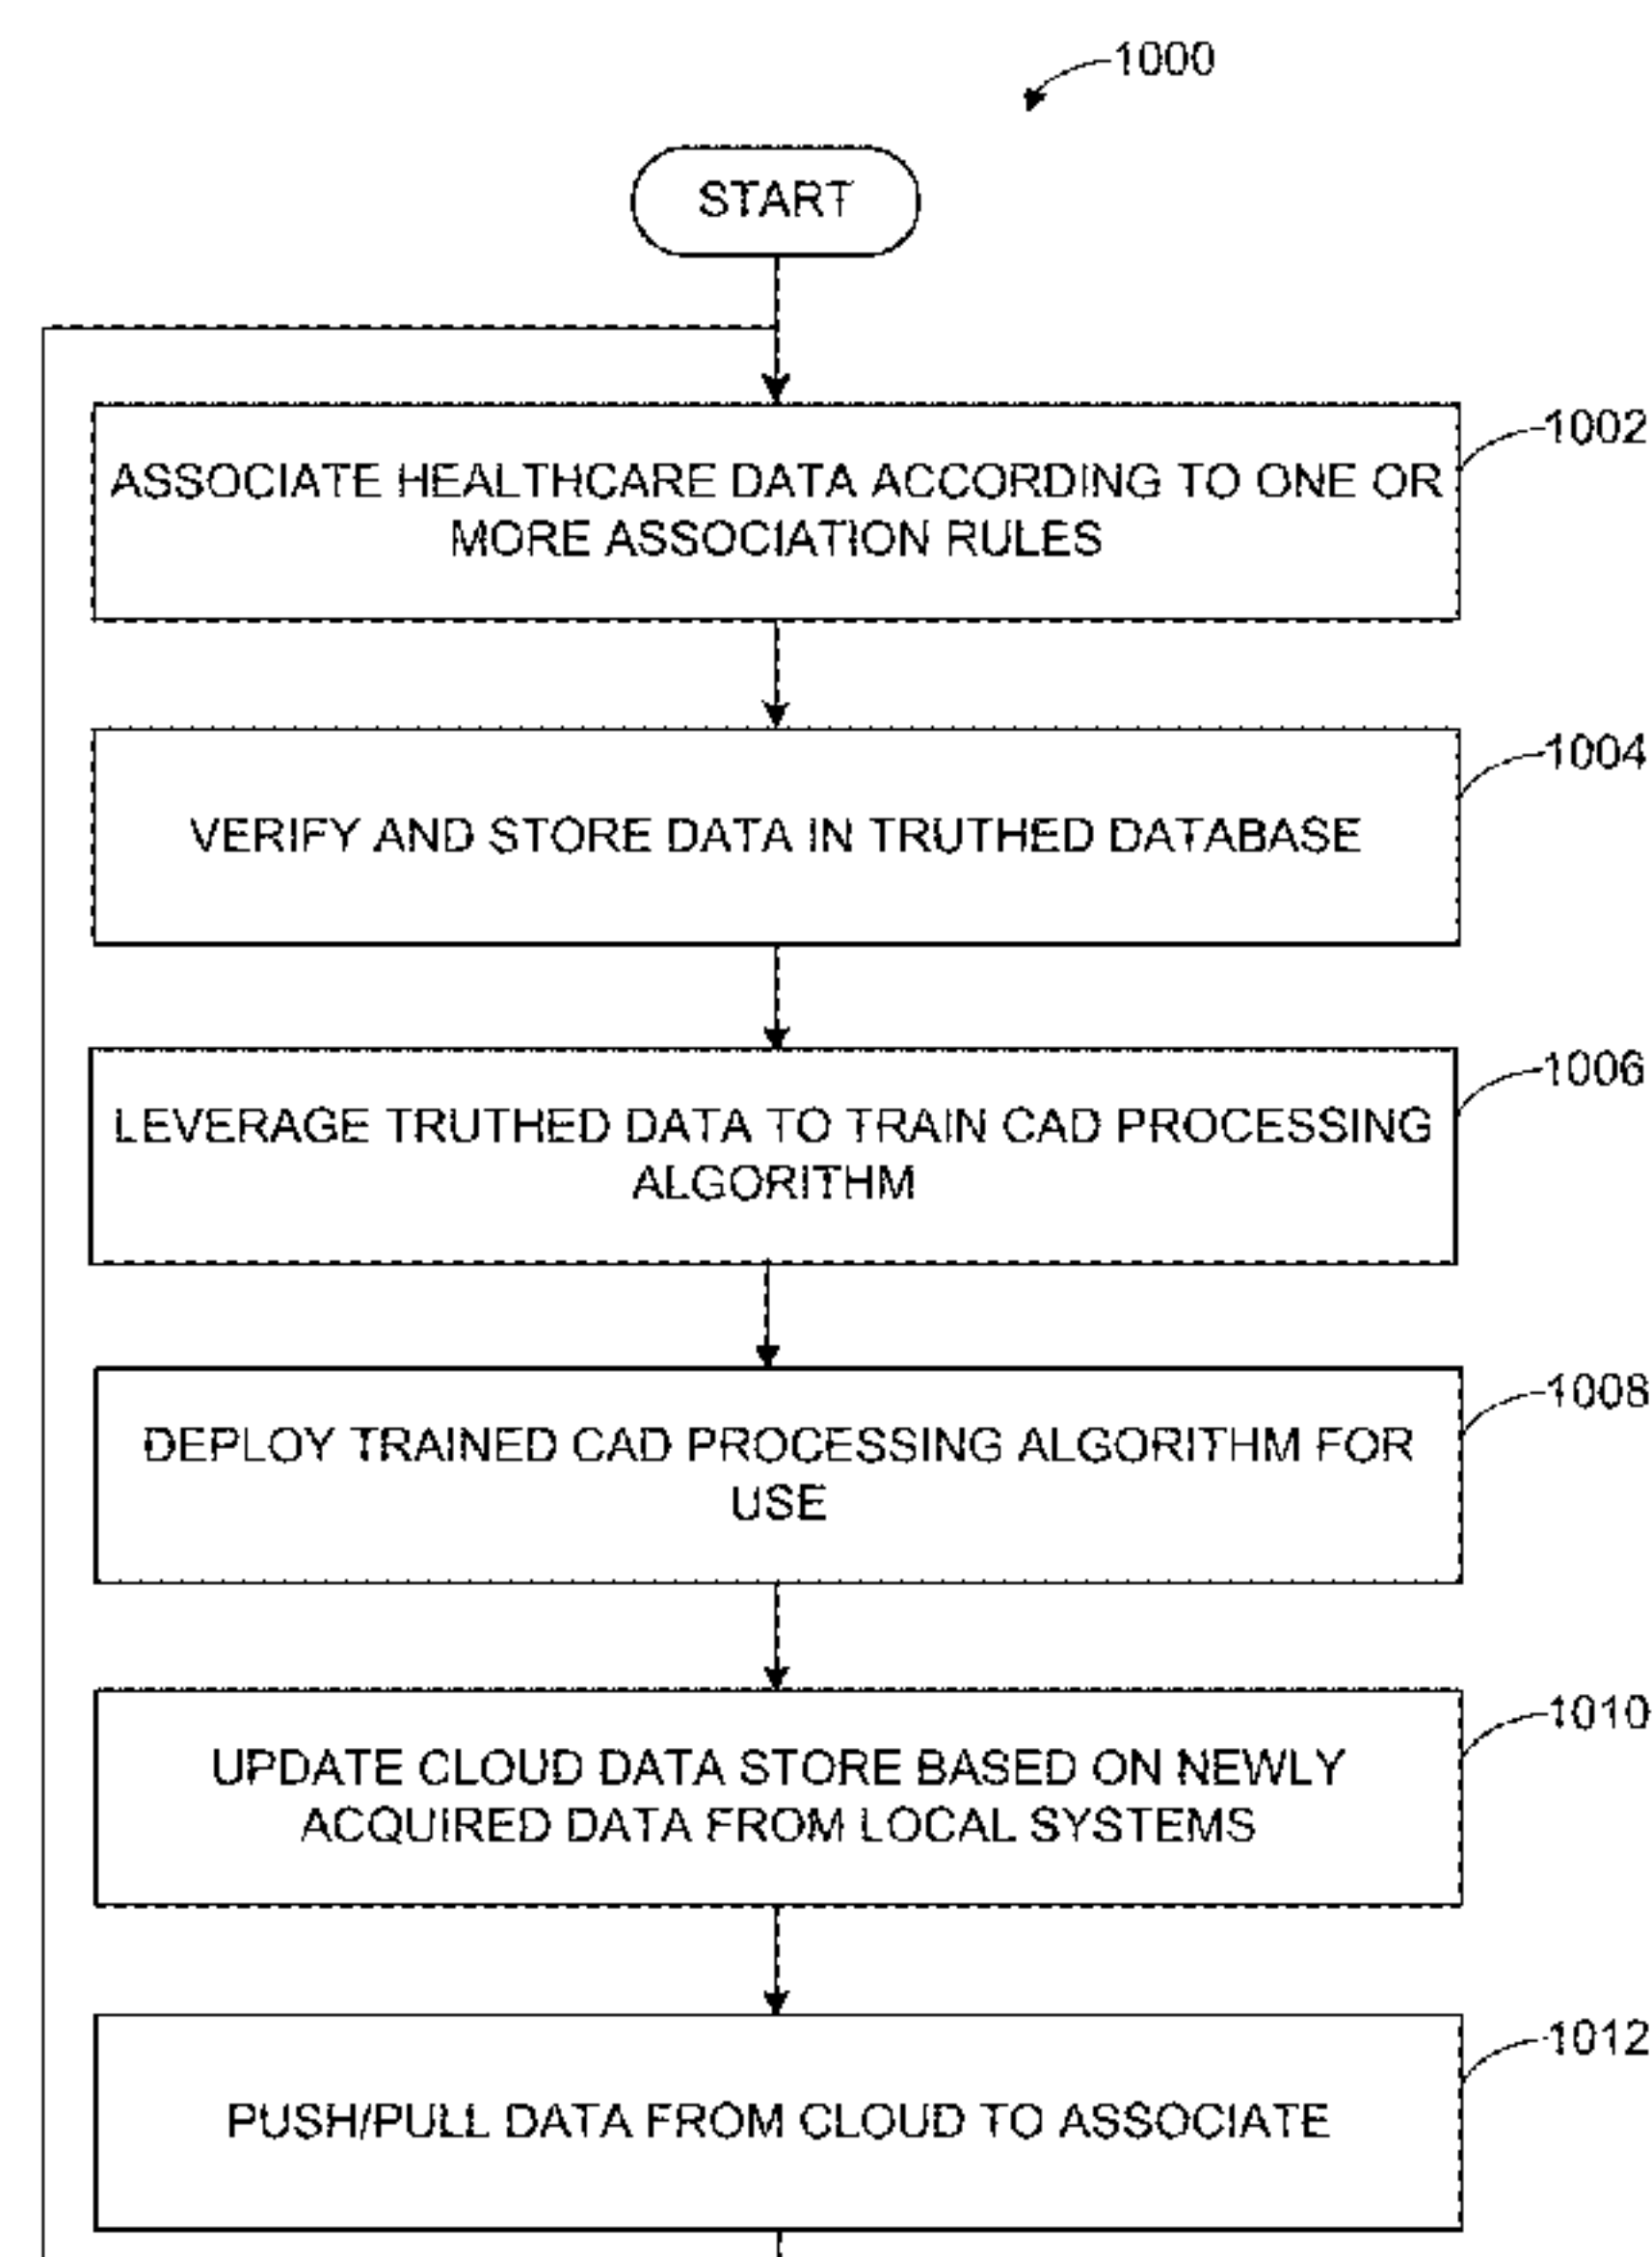 1000
START
1002
ASSOCIATE HEALTHCARE DATA ACCORDING TO ONE OR
MORE ASSOCIATION RULES
1004
VERIFY AND STORE DATA IN TRUTHED DATABASE
1006
LEVERAGE TRUTHED DATA TO TRAIN CAD PROCESSING
ALGORITHM
1008
DEPLOY TRAINED CAD PROCESSING ALGORITHM FOR
USE
1010
UPDATE CLOUD DATA STORE BASED ON NEWLY
ACQUIRED DATA FROM LOCAL SYSTEMS
1012
PUSH/PULL DATA FROM CLOUD TO ASSOCIATE